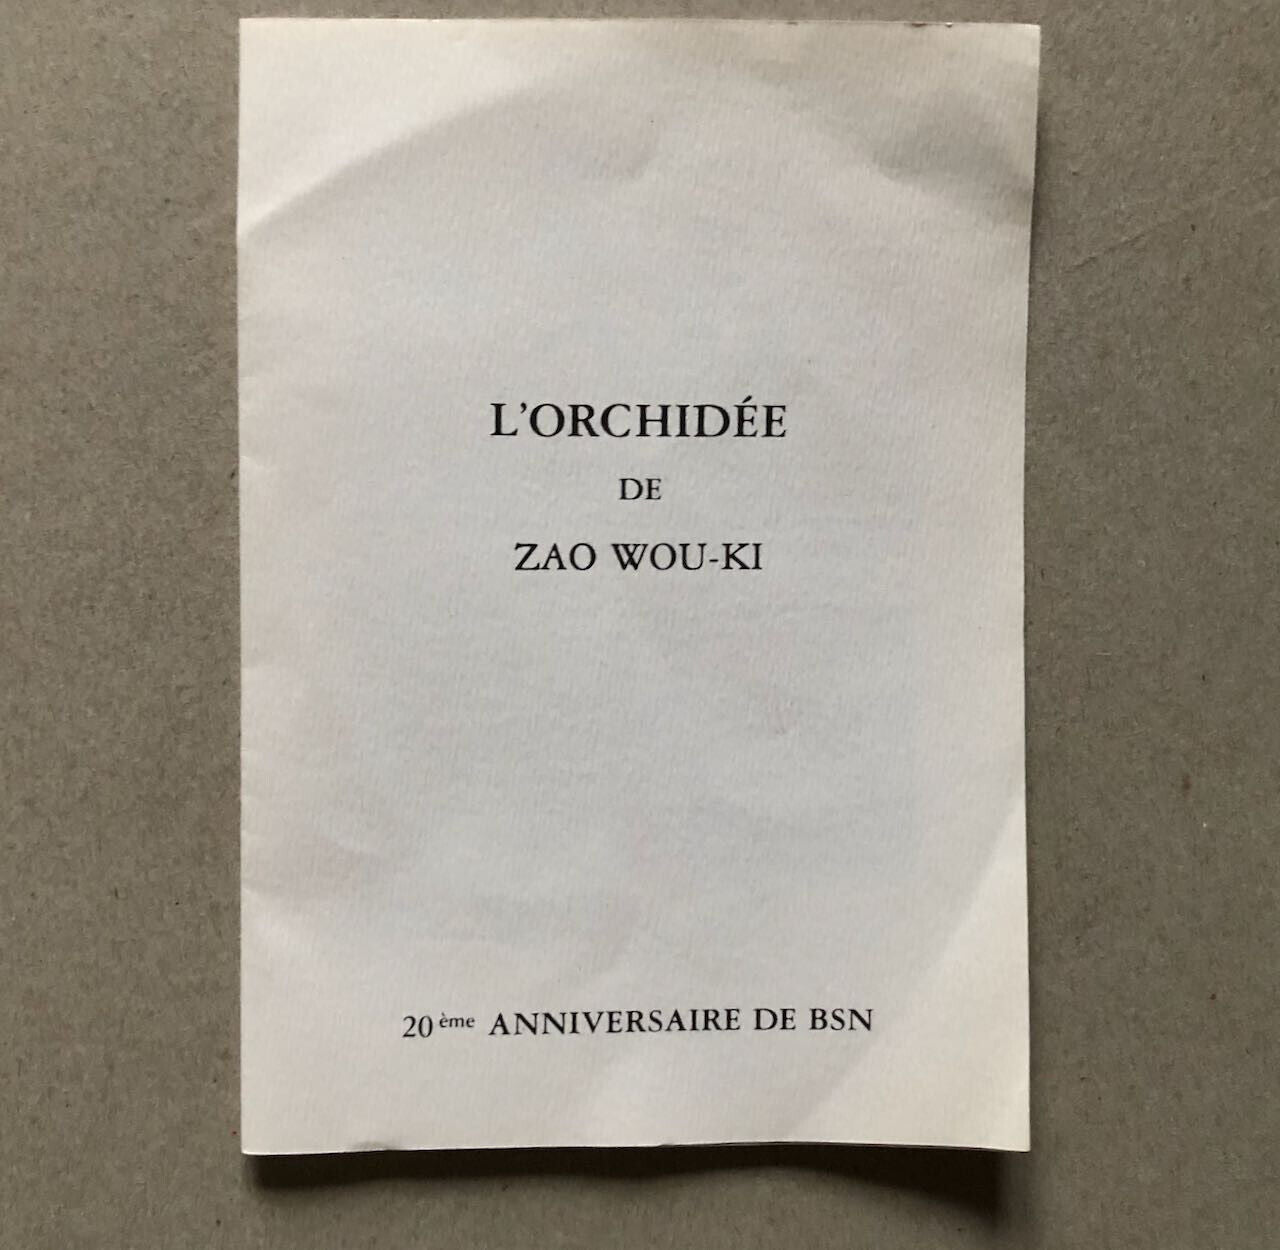 L'ORCHIDÉE
DE
ZAO WOU-KI
20ème ANNIVERSAIRE DE BSN